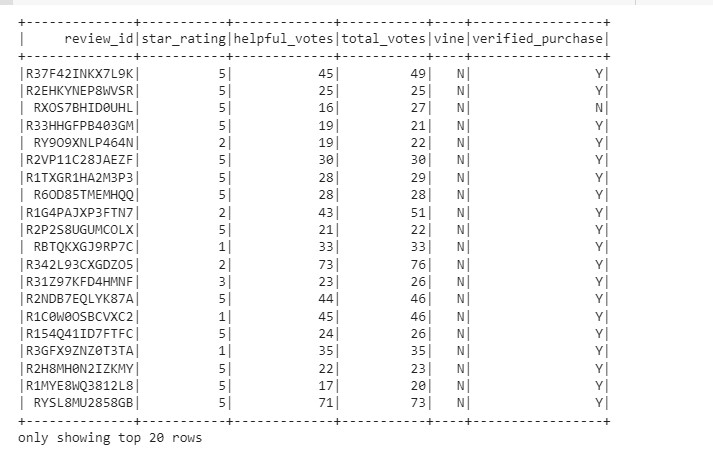 +--------------+-----------+-------------+-----------+----+-----------------+
|     review_id|star_rating|helpful_votes|total_votes|vine|verified_purchase|
+--------------+-----------+-------------+-----------+----+-----------------+
|R37F42INKX7L9K|          5|           45|         49|   N|                Y|
|R2EHKYNEP8WVSR|          5|           25|         25|   N|                Y|
| RXOS7BHID0UHL|          5|           16|         27|   N|                N|
|R33HHGFPB403GM|          5|           19|         21|   N|                Y|
| RY9O9XNLP464N|          2|           19|         22|   N|                Y|
|R2VP11C28JAEZF|          5|           30|         30|   N|                Y|
|R1TXGR1HA2M3P3|          5|           28|         29|   N|                Y|
| R6OD85TMEMHQQ|          5|           28|         28|   N|                Y|
|R1G4PAJXP3FTN7|          2|           43|         51|   N|                Y|
|R2P2S8UGUMCOLX|          5|           21|         22|   N|                Y|
| RBTQKXGJ9RP7C|          1|           33|         33|   N|                Y|
|R342L93CXGDZO5|          2|           73|         76|   N|                Y|
|R31Z97KFD4HMNF|          3|           23|         26|   N|                Y|
|R2NDB7EQLYK87A|          5|           44|         46|   N|                Y|
|R1C0W0OSBCVXC2|          1|           45|         46|   N|                Y|
|R154Q41ID7FTFC|          5|           24|         26|   N|                Y|
|R3GFX9ZNZ0T3TA|          1|           35|         35|   N|                Y|
|R2H8MH0N2IZKMY|          5|           22|         23|   N|                Y|
|R1MYE8WQ3812L8|          5|           17|         20|   N|                Y|
| RYSL8MU2858GB|          5|           71|         73|   N|                Y|
+--------------+-----------+-------------+-----------+----+-----------------+
only showing top 20 rows